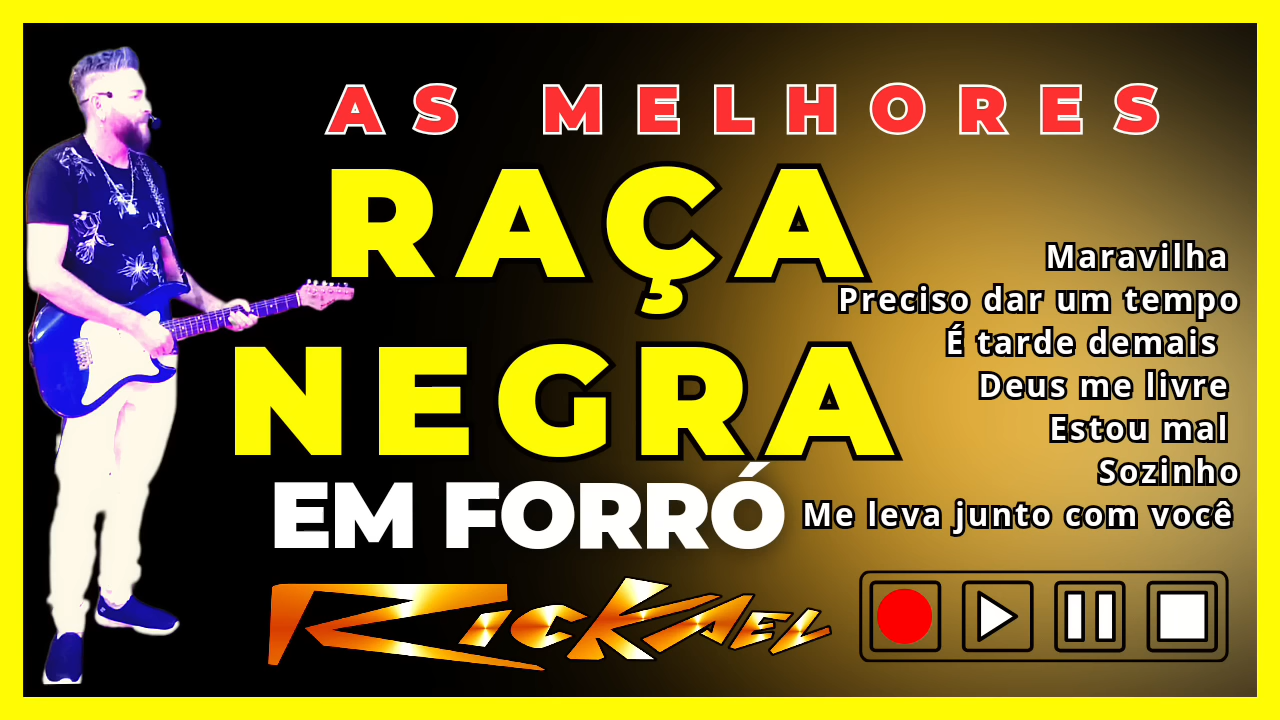 AS MELHORES
RAÇA
NEGRA
EM FORRÓ
RICKAEL
Maravilha
Preciso dar um tempo
É tarde demais
Deus me livre
Estou mal
Sozinho
Me leva junto com você